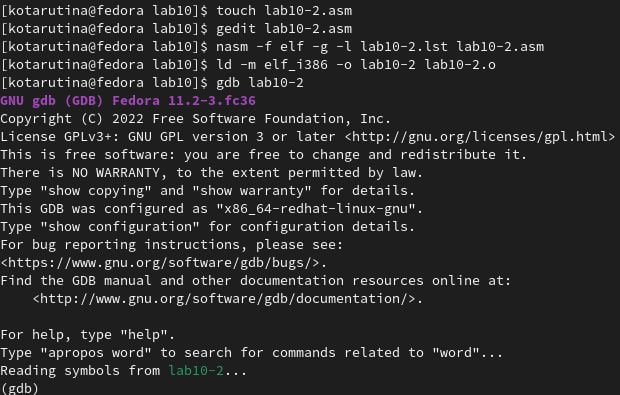 [kotarutina@fedora lab10]$ touch lab10-2.asm
[kotarutina@fedora lab10]$ gedit lab10-2.asm
[kotarutina@fedora lab10]$ nasm -f elf -g -l lab10-2.lst lab10-2.asm
[kotarutina@fedora lab10]$ ld -m elf_i386 -o lab10-2 lab10-2.o
[kotarutina@fedora lab10]$ gdb lab10-2
GNU gdb (GDB) Fedora 11.2-3.fc36
Copyright (C) 2022 Free Software Foundation, Inc.
License GPLv3+: GNU GPL version 3 or later <http://gnu.org/licenses/gpl.html>
This is free software: you are free to change and redistribute it.
There is NO WARRANTY, to the extent permitted by law.
Type "show copying" and "show warranty" for details.
This GDB was configured as "x86_64-redhat-linux-gnu".
Type "show configuration" for configuration details.
For bug reporting instructions, please see:
<https://www.gnu.org/software/gdb/bugs/>.
Find the GDB manual and other documentation resources online at:
    <http://www.gnu.org/software/gdb/documentation/>.

For help, type "help".
Type "apropos word" to search for commands related to "word"...
Reading symbols from lab10-2...
(gdb)